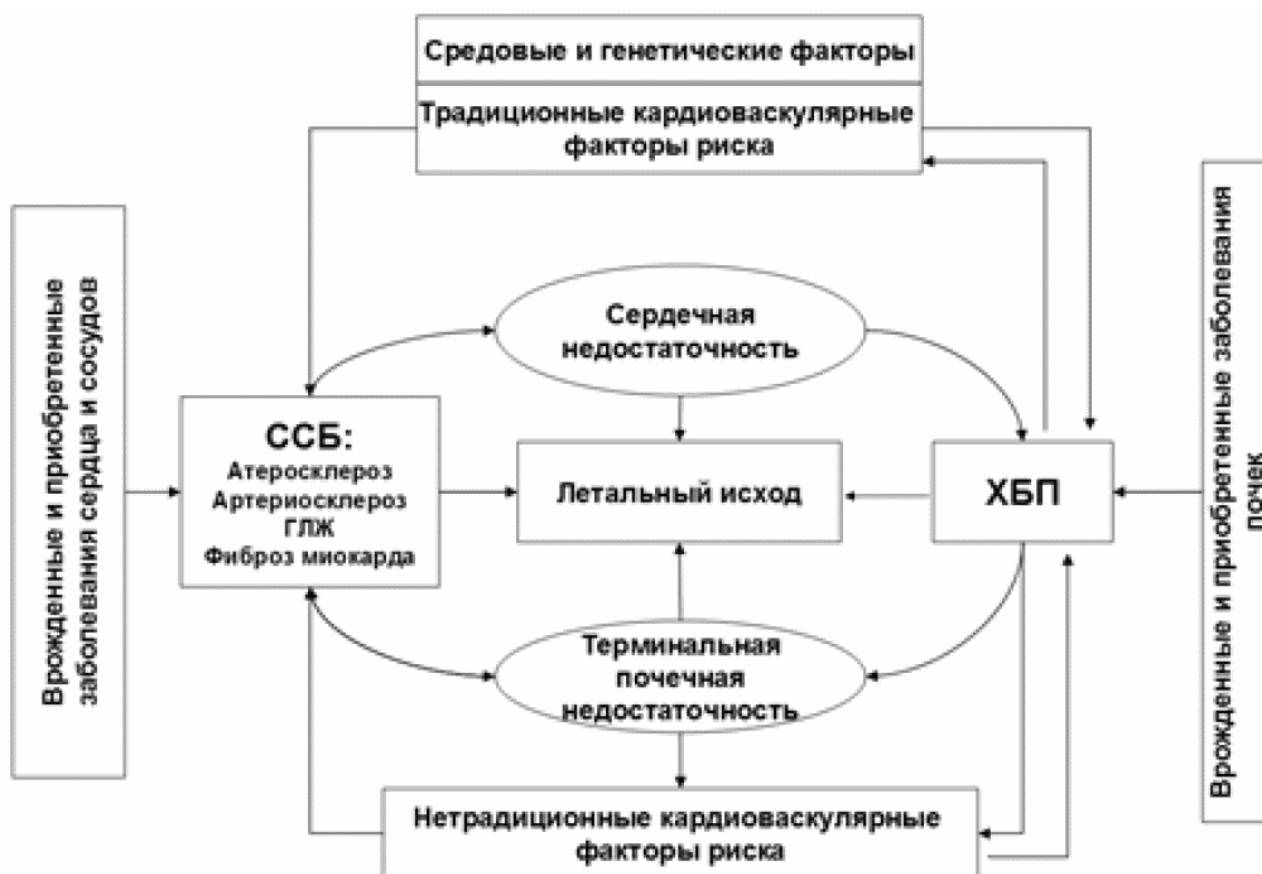 Средовые и генетические факторы
Традиционные кардиоваскулярные
факторы риска
Врожденные и приобретенные
заболевания сердца и сосудов
Сердечная
недостаточность
ССБ:
Атеросклероз
Артериосклероз
ГЛЖ
Фиброз миокарда
Летальный исход
ХБП
Врожденные и приобретенные заболевания
почек
Терминальная
почечная
недостаточность
Нетрадиционные кардиоваскулярные
факторы риска